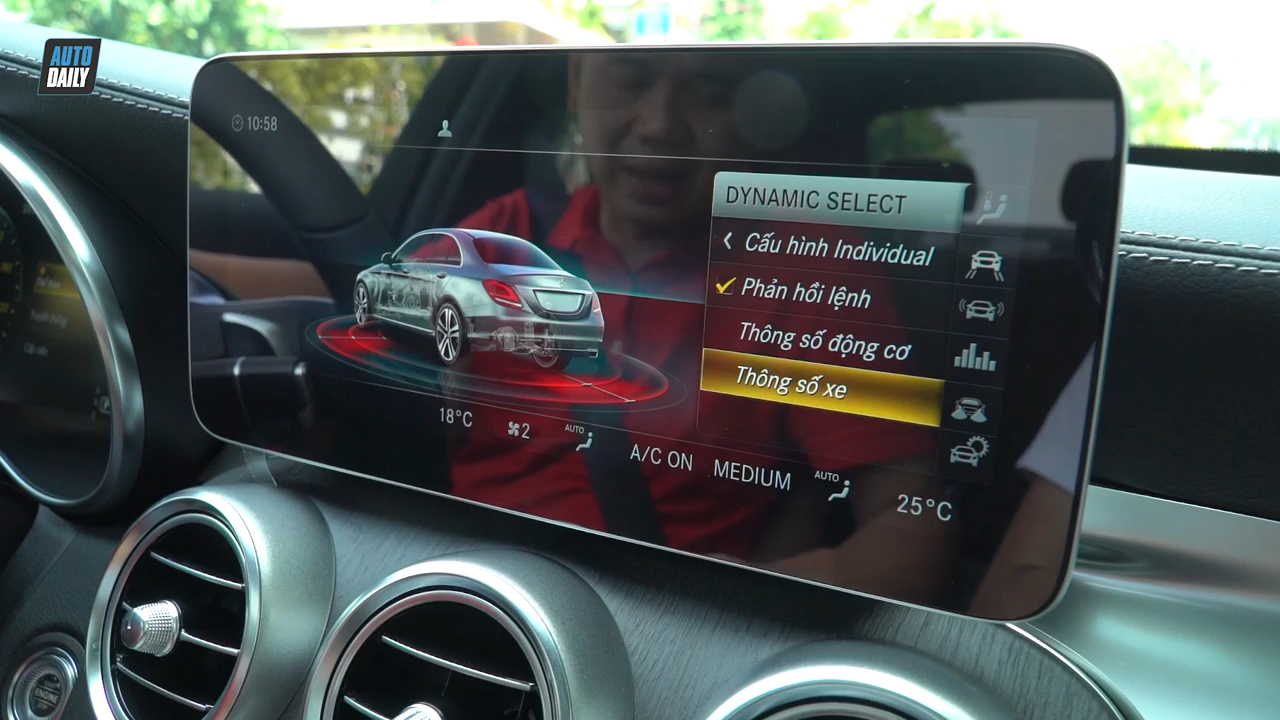 AUTO
DAILY
10:58
DYNAMIC SELECT
Cấu hình Individual
Phản hồi lệnh
Thông số động cơ
Thông số xe
18°C
2
AUTO
A/C ON
MEDIUM
AUTO
25°C
ENGINE